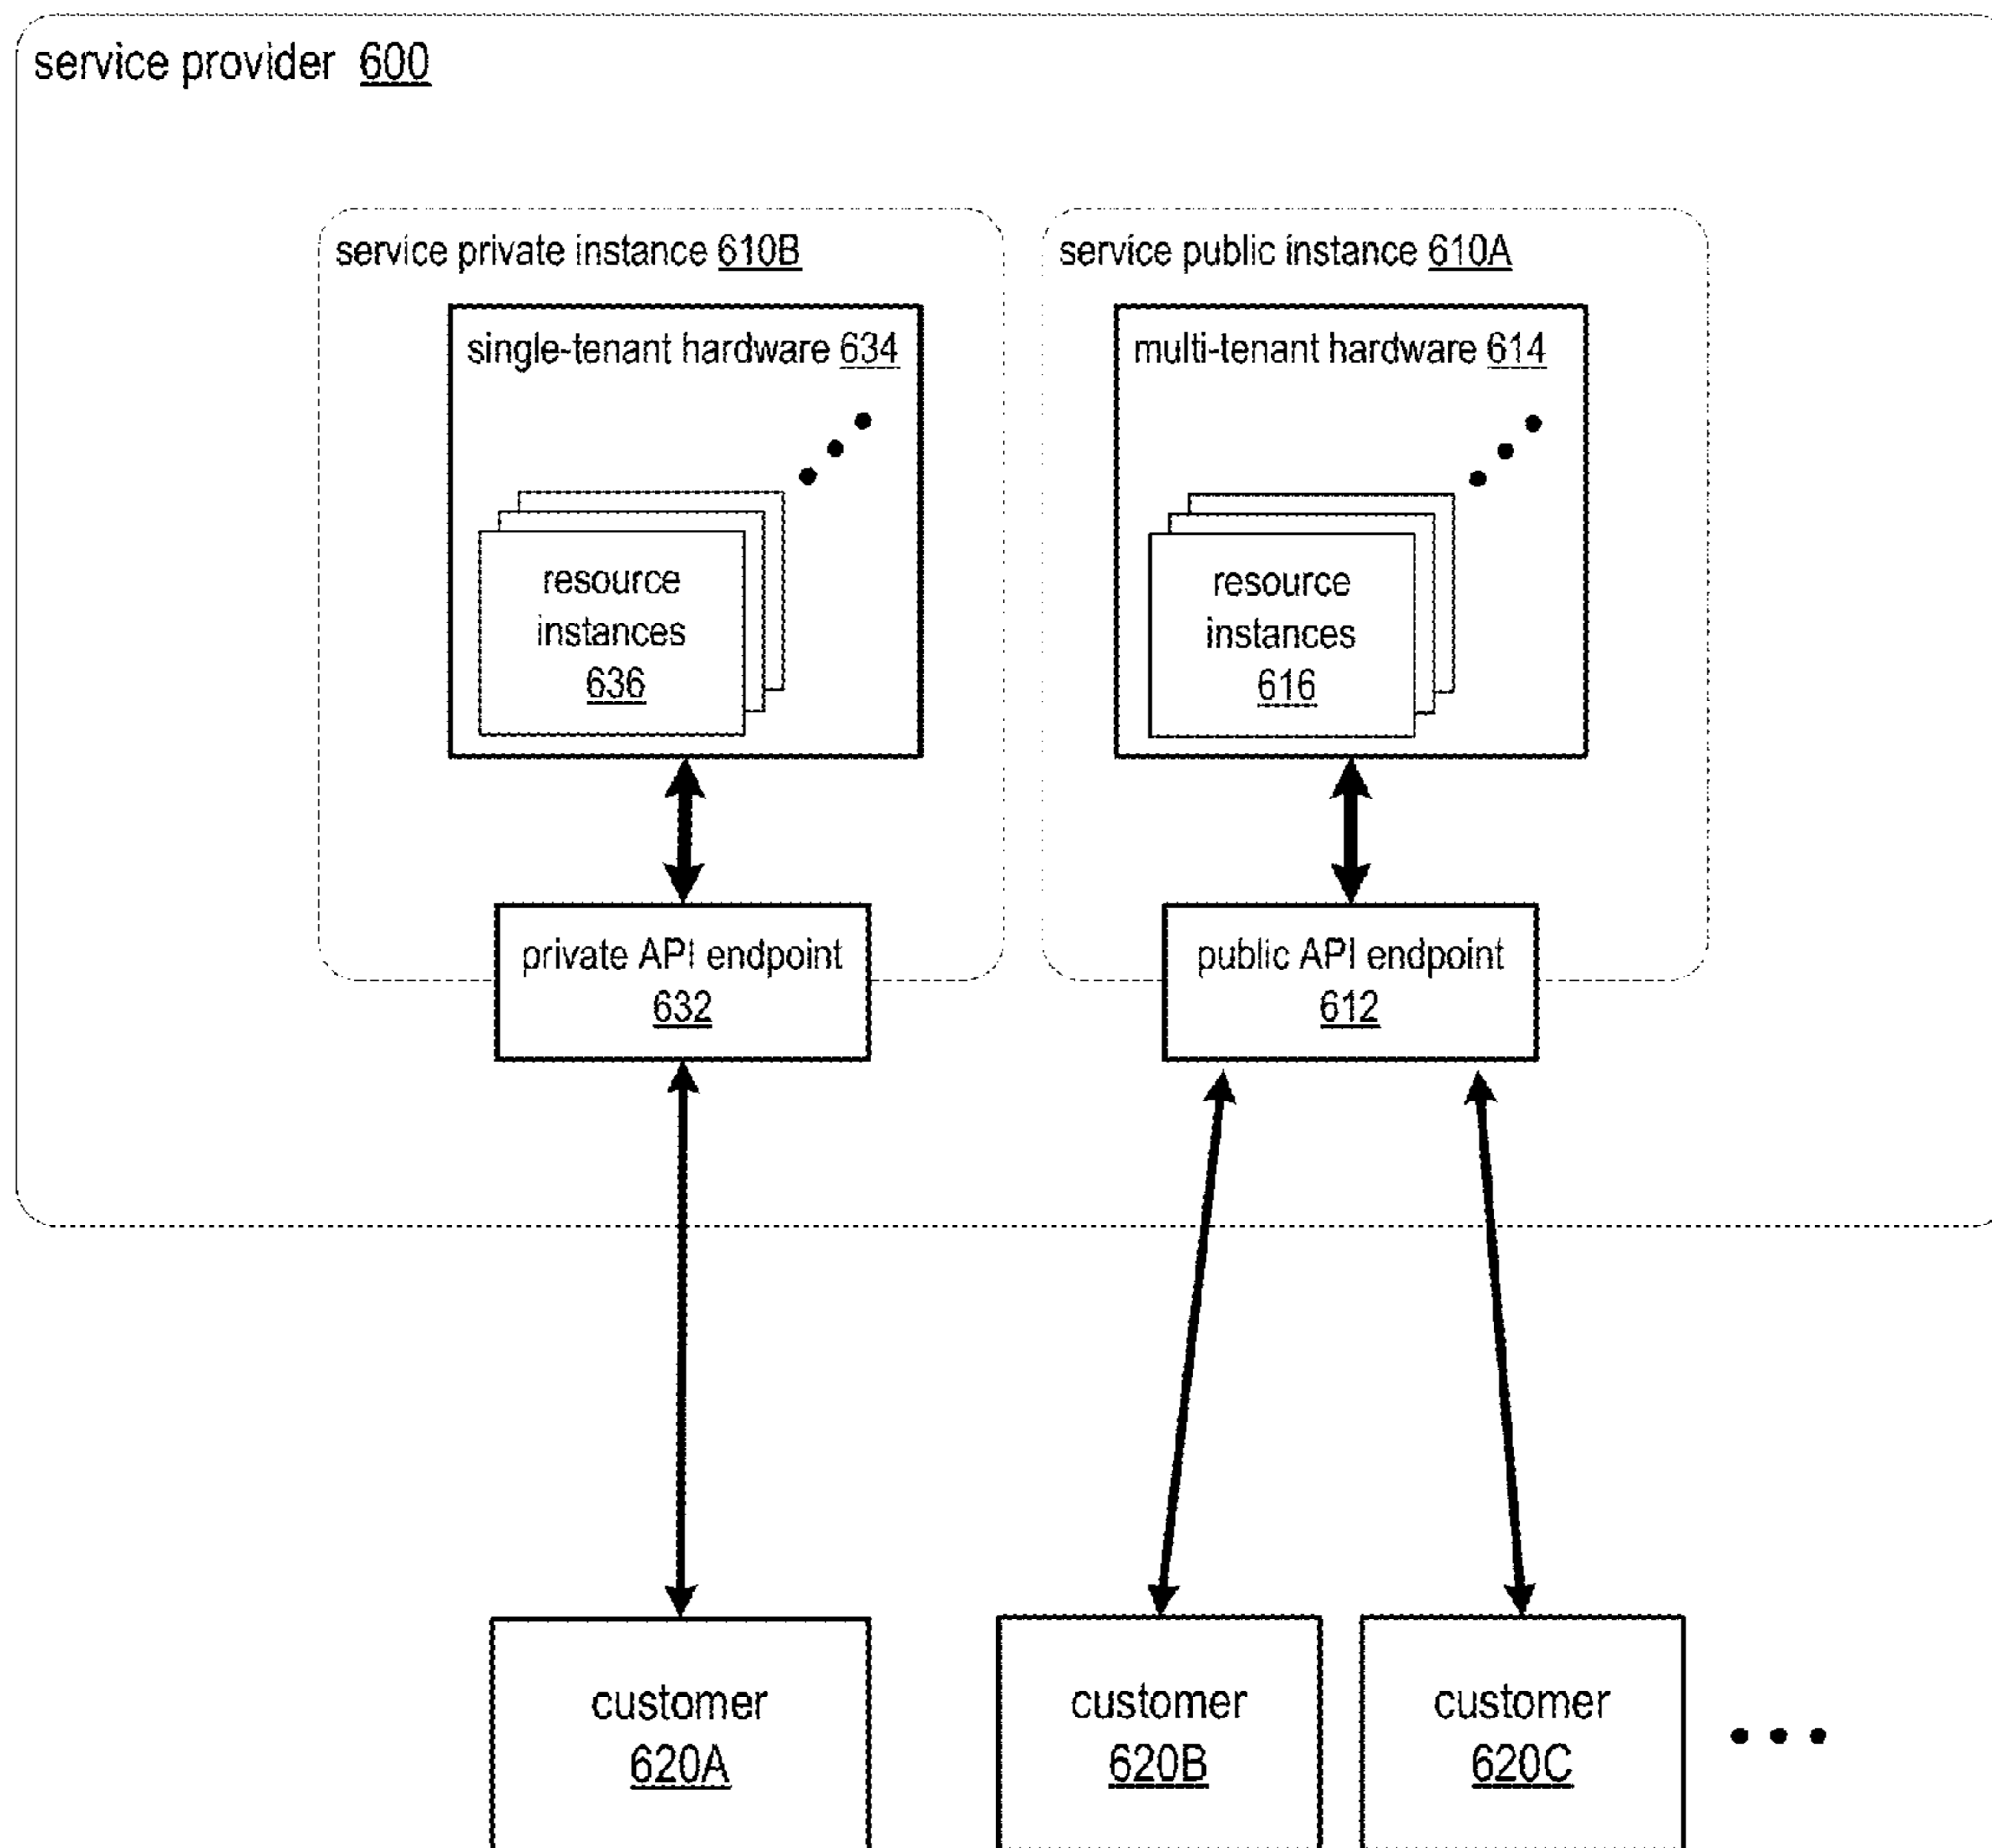 service provider 600
service private instance 610B
single-tenant hardware 634
resource
instances
636
private API endpoint
632
service public instance 610A
multi-tenant hardware 614
resource
instances
616
public API endpoint
612
customer
620A
customer
620B
customer
620C